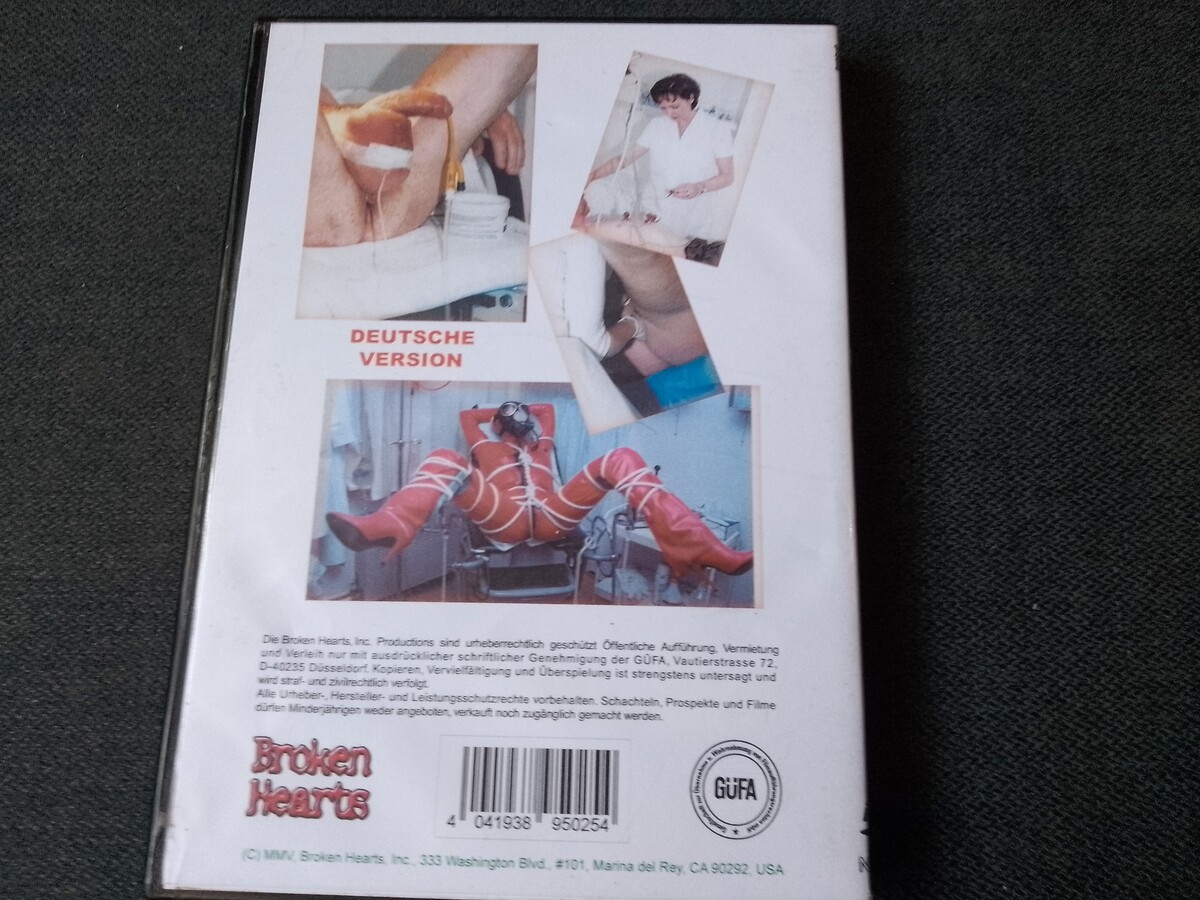 DEUTSCHE
VERSION
Die Broken Hearts, Inc. Productions sind urheberrechtlich geschützt Öffentliche Aufführung, Vermietung
und Verleih nur mit ausdrücklicher schriftlicher Genehmigung der GÜFA, Vautierstrasse 72,
D-40235 Düsseldorf. Kopieren, Vervielfältigung und Überspielung ist strengstens untersagt und
wird straf- und zivilrechtlich verfolgt.
Alle Urheber-, Hersteller- und Leistungsschutzrechte vorbehalten. Schachteln, Prospekte und Filme
dürfen Minderjährigen weder angeboten, verkauft noch zugänglich gemacht werden.
Broken
Hearts
4 041938 950254
GÜFA
(C) MMV, Broken Hearts, Inc., 333 Washington Blvd., #101, Marina del Rey, CA 90292, USA